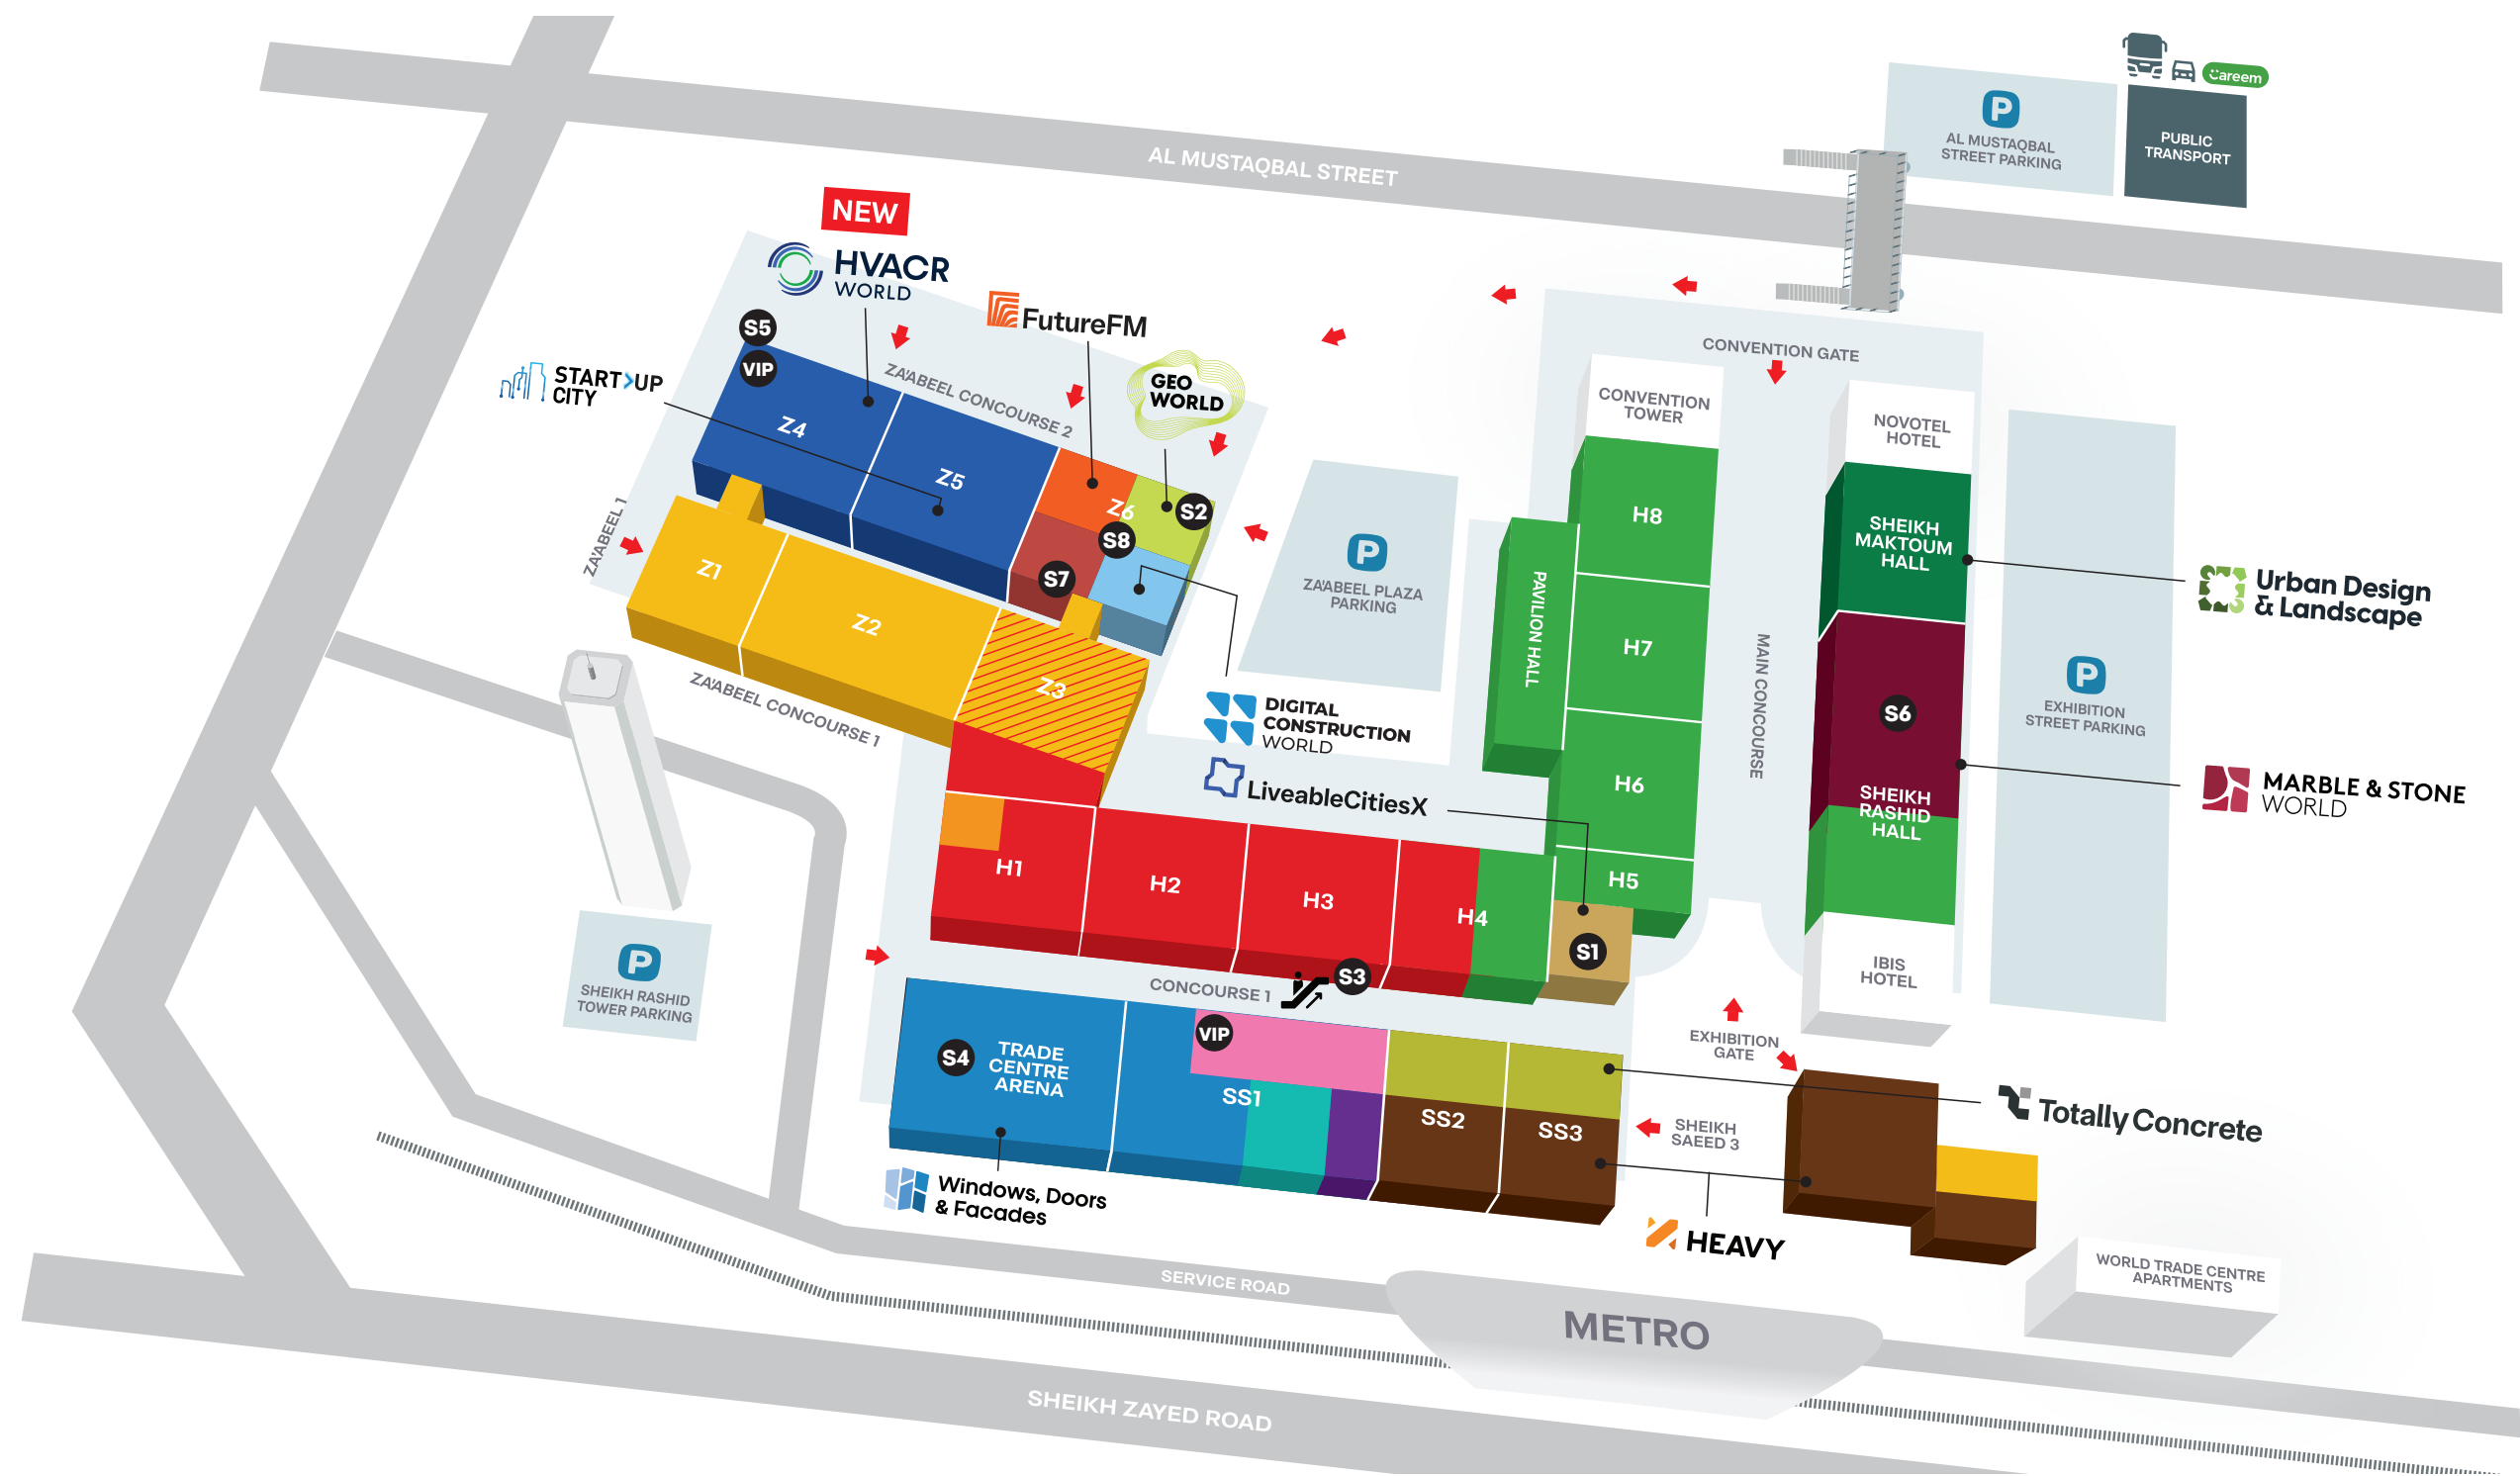 Careem
P
AL MUSTAQBAL
STREET PARKING
PUBLIC
TRANSPORT
AL MUSTAQBAL STREET
NEW
HVACR
WORLD
FutureFM
GEO
WORLD
START>UP
CITY
S5
VIP
Z4
Z5
Z6
S2
S8
S7
ZA'ABEEL CONCOURSE 2
ZA'ABEEL 1
Z1
Z2
Z3
ZA'ABEEL CONCOURSE 1
P
ZA'ABEEL PLAZA
PARKING
CONVENTION GATE
CONVENTION
TOWER
H8
H7
H6
H5
PAVILION HALL
MAIN CONCOURSE
NOVOTEL
HOTEL
SHEIKH
MAKTOUM
HALL
S6
SHEIKH
RASHID
HALL
IBIS
HOTEL
P
EXHIBITION
STREET PARKING
Urban Design
& Landscape
MARBLE & STONE
WORLD
DIGITAL
CONSTRUCTION
WORLD
LiveableCitiesX
H1
H2
H3
H4
S1
P
SHEIKH RASHID
TOWER PARKING
CONCOURSE 1
S3
S4
TRADE
CENTRE
ARENA
VIP
SS1
SS2
SS3
EXHIBITION
GATE
SHEIKH
SAEED 3
Totally Concrete
Windows, Doors
& Facades
HEAVY
WORLD TRADE CENTRE
APARTMENTS
SERVICE ROAD
METRO
SHEIKH ZAYED ROAD